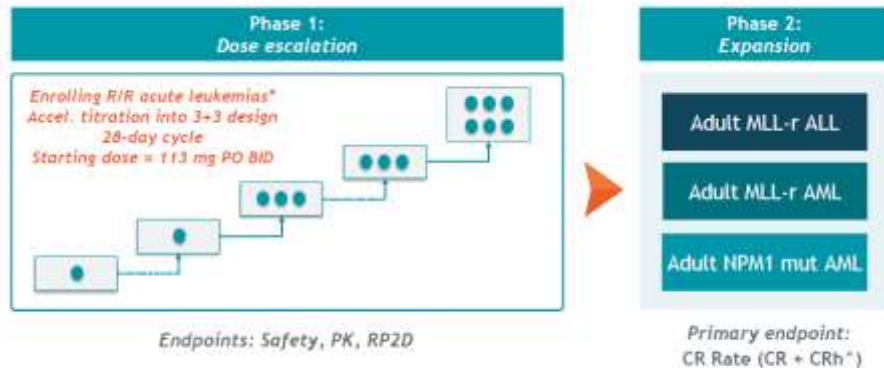 Phase 1:
Dose escalation
Enrolling R/R acute leukemias*
Accel. titration into 3+3 design
28-day cycle
Starting dose = 113 mg PO BID
Endpoints: Safety, PK, RP2D
Phase 2:
Expansion
Adult MLL-r ALL
Adult MLL-r AML
Adult NPM1 mut AML
Primary endpoint:
CR Rate (CR + CRh^)